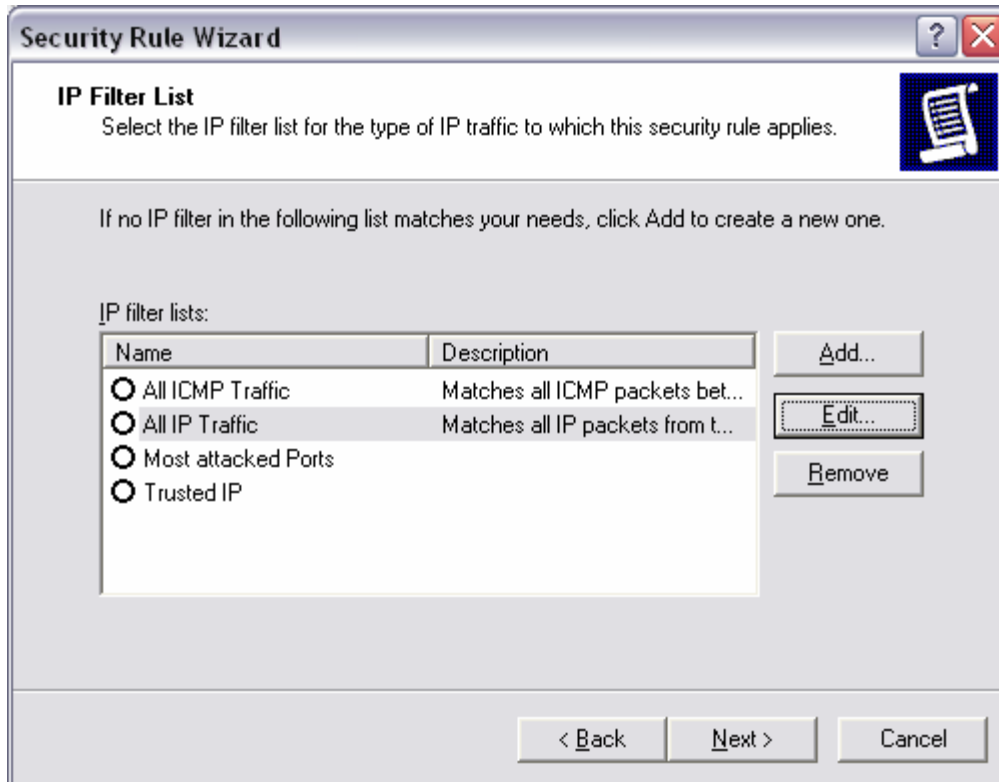 Security Rule Wizard
?
IP Filter List
Select the IP filter list for the type of IP traffic to which this security rule applies.
If no IP filter in the following list matches your needs, click Add to create a new one.
IP filter lists:
Name Description
All ICMP Traffic Matches all ICMP packets bet...
All IP Traffic Matches all IP packets from t...
Most attacked Ports
Trusted IP
Add...
Edit...
Remove
< Back Next > Cancel